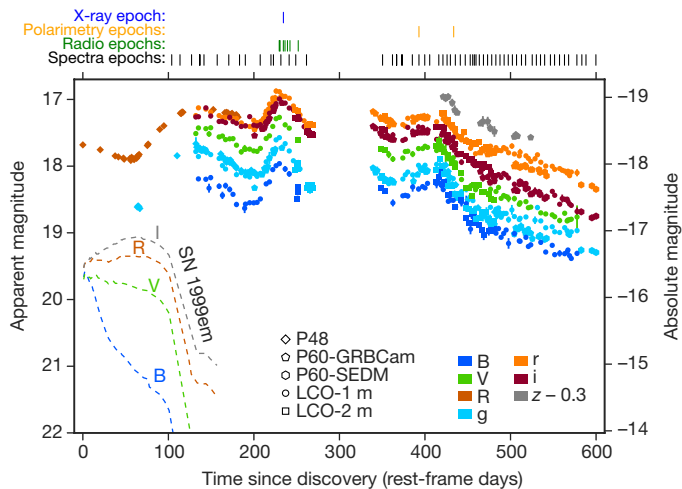 X-ray epoch:
Polarimetry epochs:
Radio epochs:
Spectra epochs:
17
18
19
20
21
22
Apparent magnitude
−19
−18
−17
−16
−15
−14
Absolute magnitude
I
R
V
B
SN 1999em
P48
P60-GRBCam
P60-SEDM
LCO-1 m
LCO-2 m
B
V
R
g
r
i
z − 0.3
0 100 200 300 400 500 600
Time since discovery (rest-frame days)